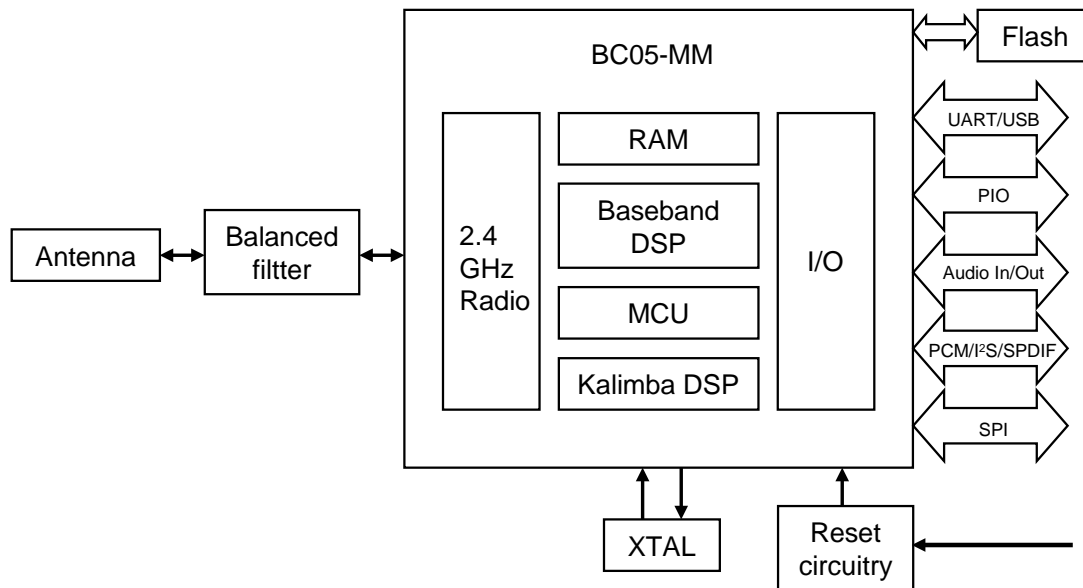 BC05-MM
Flash
UART/USB
RAM
PIO
Baseband
DSP
2.4
GHz
Radio
I/O
Antenna
Balanced
filtter
Audio In/Out
MCU
PCM/I²S/SPDIF
Kalimba DSP
SPI
XTAL
Reset
circuitry